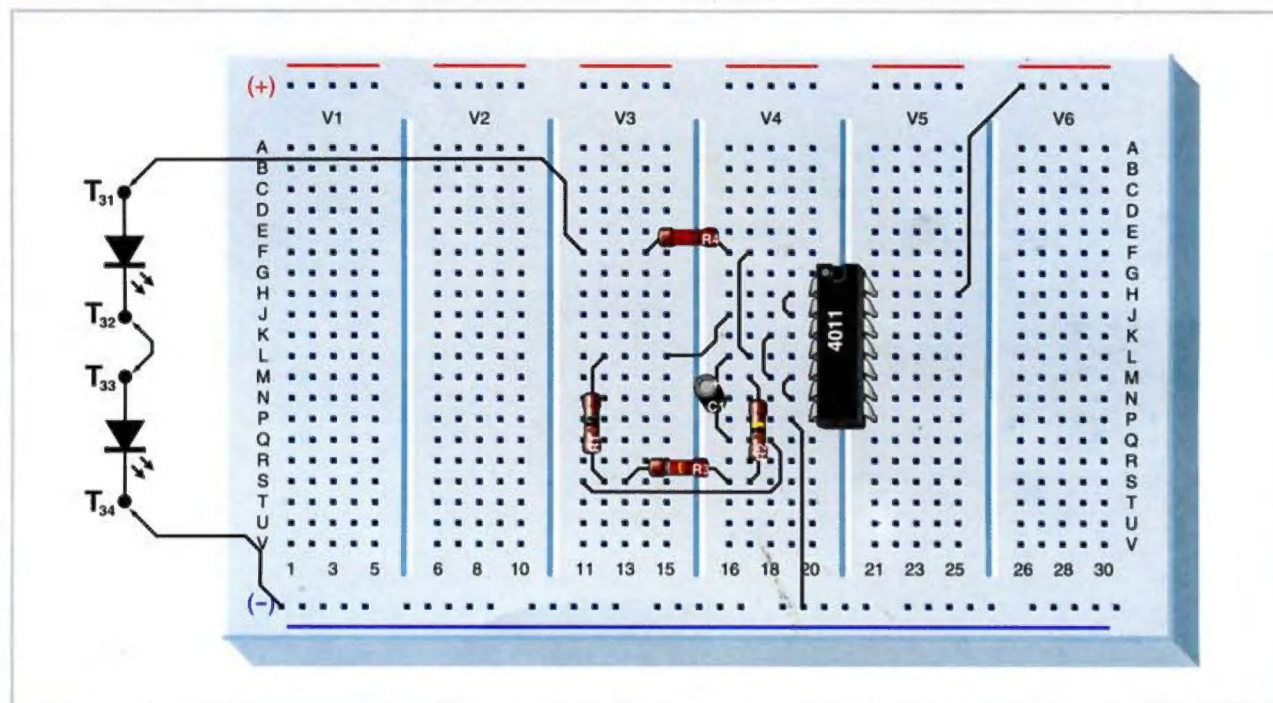 (+)
V1 V2 V3 V4 V5 V6
A A
B B
C C
D D
E E
F F
G G
H H
J J
K K
L L
M M
N N
P P
Q Q
R R
S S
T T
U U
V V
T31
T32
T33
T34
R4
4011
C1
R1
R2
R3
1 3 5 6 8 10 11 13 15 16 18 20 21 23 25 26 28 30
(-)